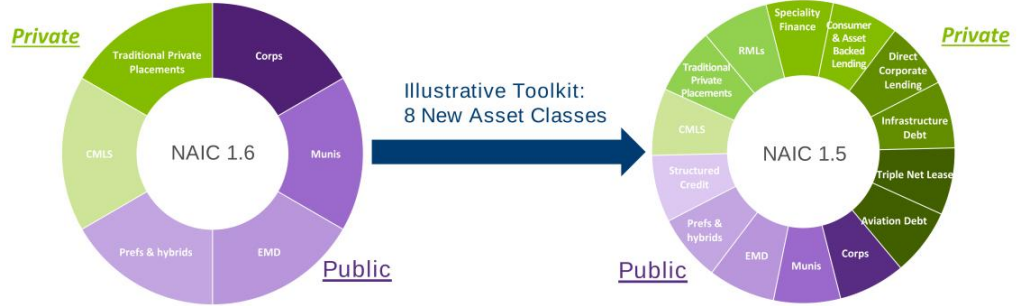 Private
Traditional Private
Placements
Corps
CMLS
NAIC 1.6
Munis
Prefs & hybrids
EMD
Public
Illustrative Toolkit:
8 New Asset Classes
Private
Speciality
Finance
Consumer
& Asset
Backed
Lending
RMLs
Direct
Corporate
Lending
Traditional
Private
Placements
Infrastructure
Debt
CMLS
NAIC 1.5
Structured
Credit
Triple Net Lease
Prefs &
hybrids
Aviation Debt
EMD
Munis
Corps
Public